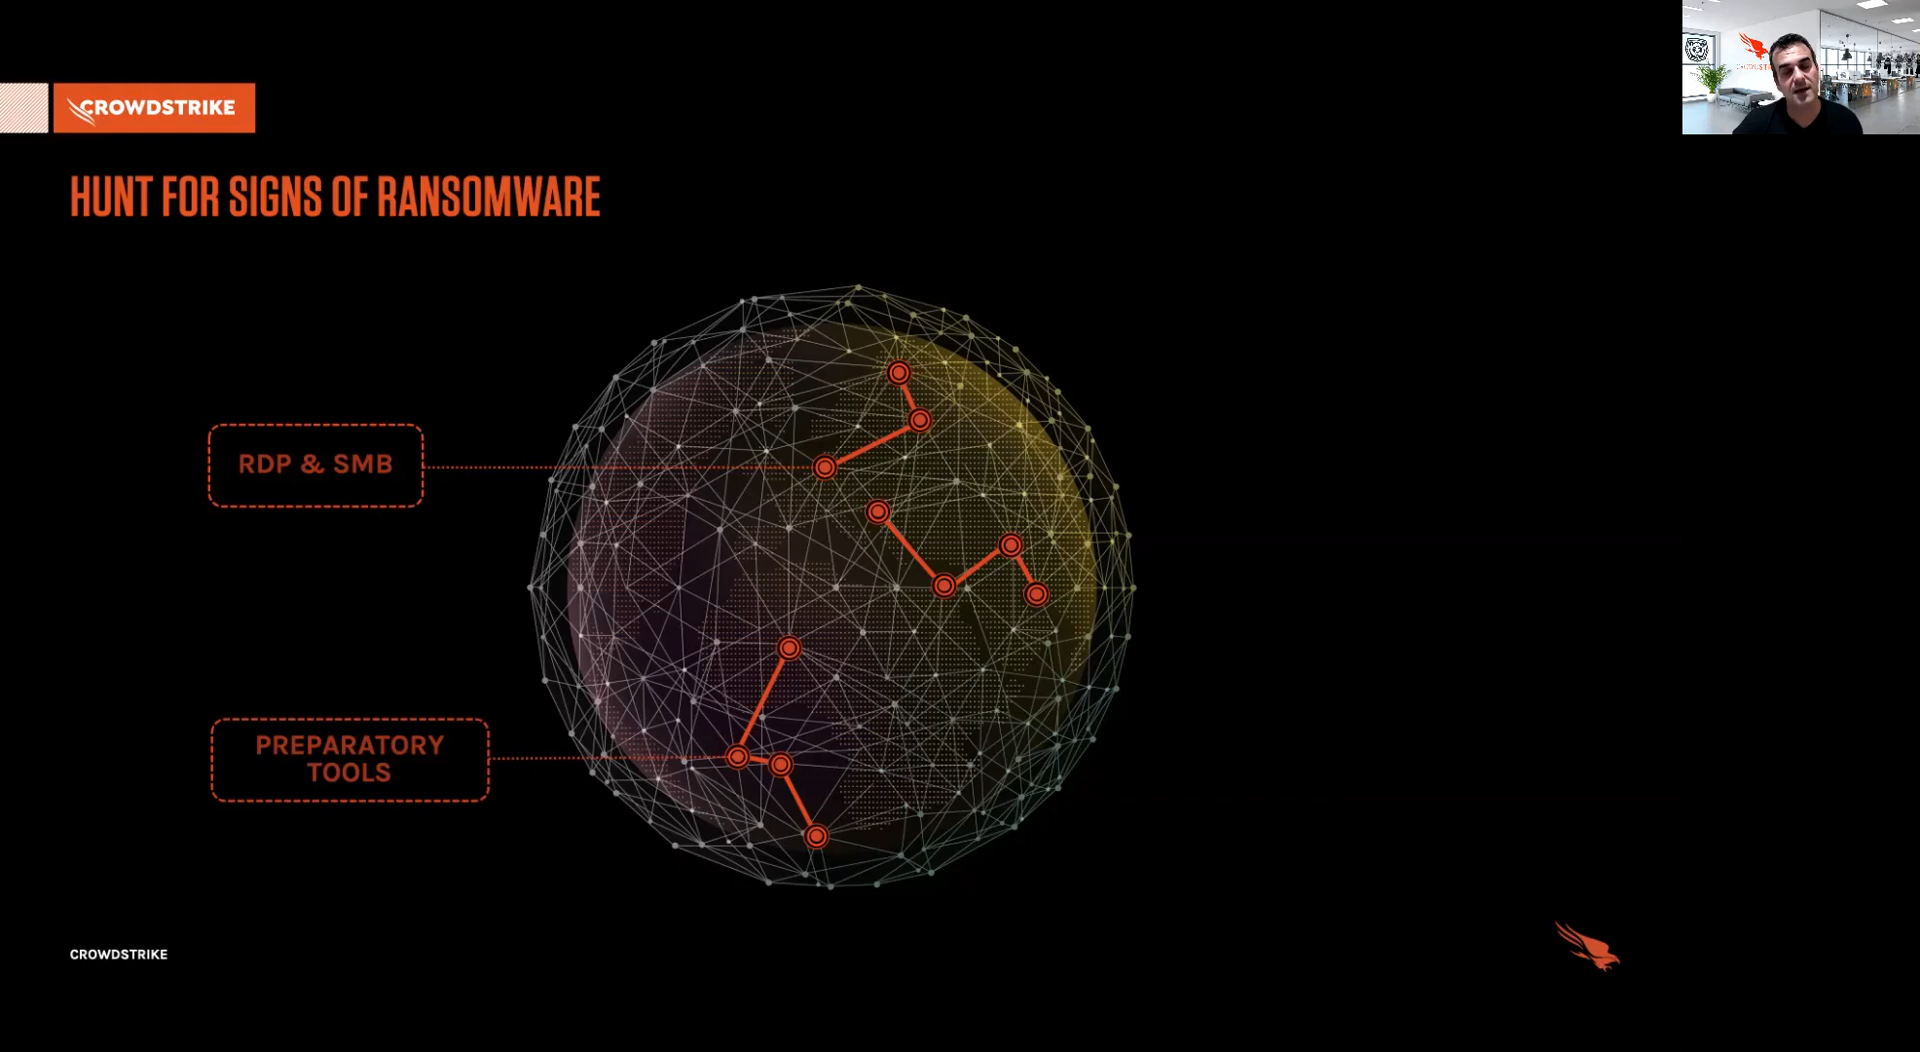 CROWDSTRIKE
HUNT FOR SIGNS OF RANSOMWARE
RDP & SMB
PREPARATORY
TOOLS
CROWDSTRIKE